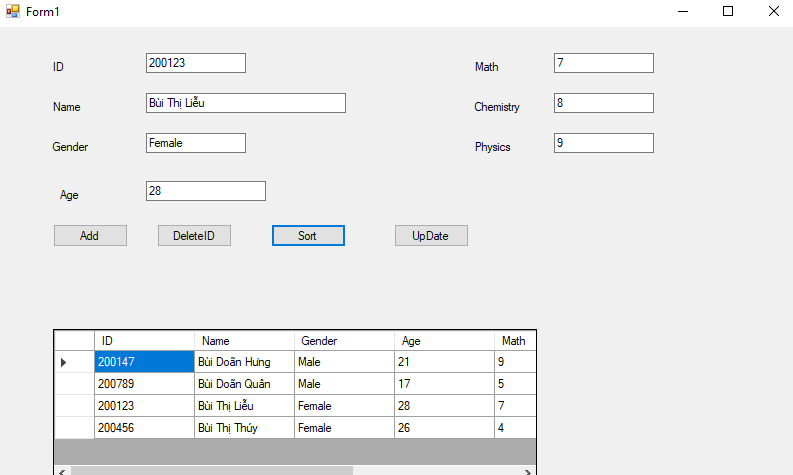 Form1
ID 200123 Math 7
Name Bùi Thị Liễu Chemistry 8
Gender Female Physics 9
Age 28
Add DeleteID Sort UpDate
ID Name Gender Age Math
200147 Bùi Doãn Hưng Male 21 9
200789 Bùi Doãn Quân Male 17 5
200123 Bùi Thị Liễu Female 28 7
200456 Bùi Thị Thúy Female 26 4